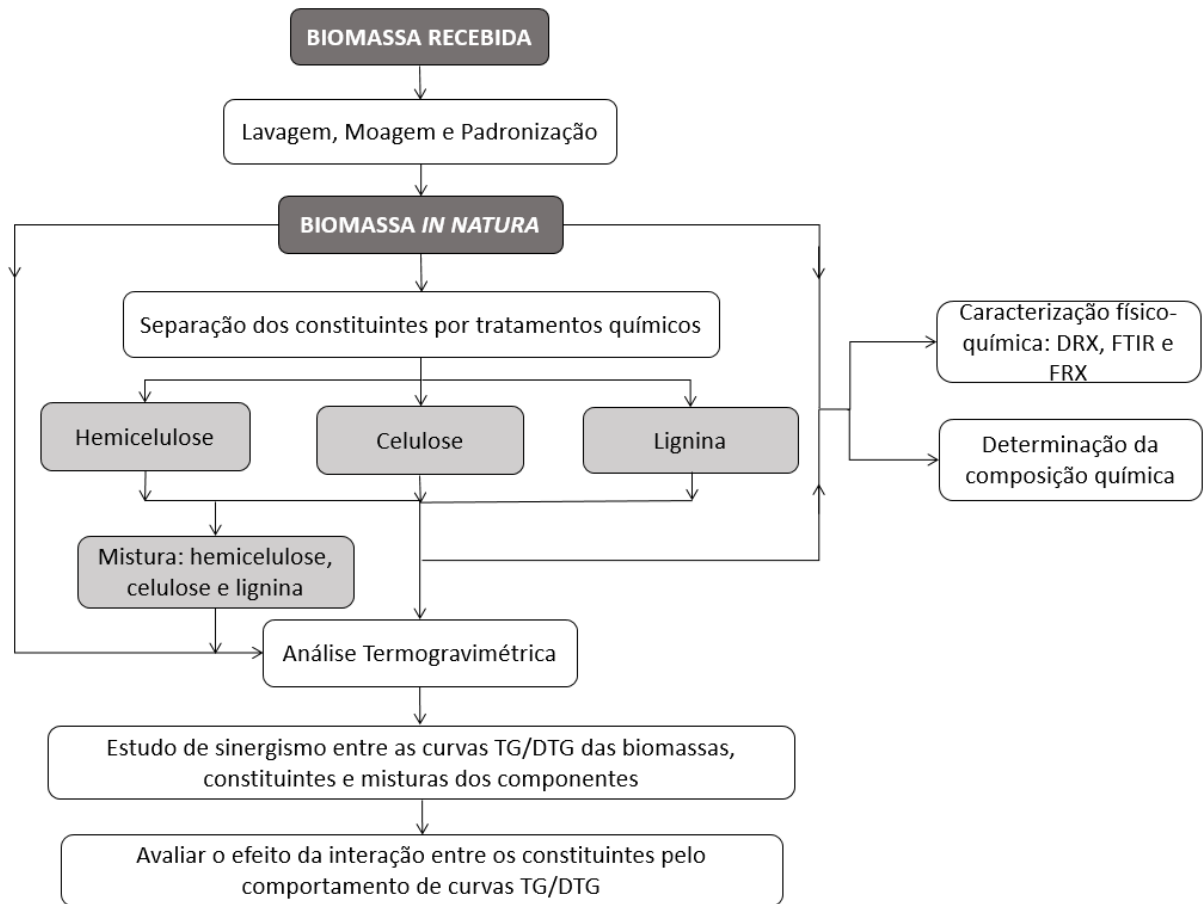 BIOMASSA RECEBIDA
Lavagem, Moagem e Padronização
BIOMASSA IN NATURA
Separação dos constituintes por tratamentos químicos
Caracterização físico-
química: DRX, FTIR e
FRX
Hemicelulose
Celulose
Lignina
Determinação da
composição química
Mistura: hemicelulose,
celulose e lignina
Análise Termogravimétrica
Estudo de sinergismo entre as curvas TG/DTG das biomassas,
constituintes e misturas dos componentes
Avaliar o efeito da interação entre os constituintes pelo
comportamento de curvas TG/DTG